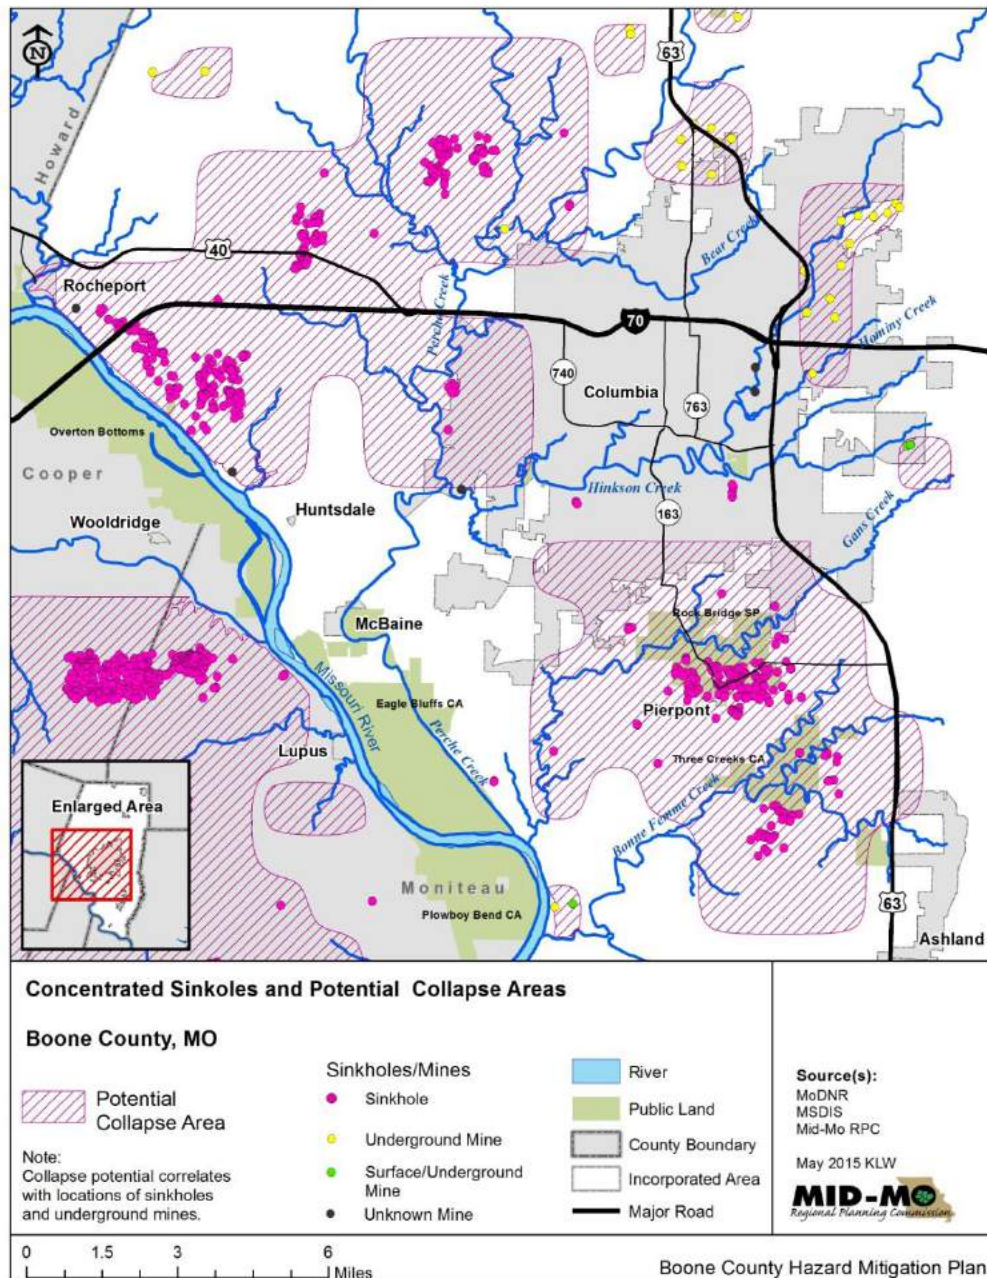 N
63
Howard
40
Bear Creek
Rocheport
Perche Creek
70
Hominy Creek
740
Columbia
763
Overton Bottoms
Cooper
Hinkson Creek
Huntsdale
163
Wooldridge
Gans Creek
Rock Bridge SP
McBaine
Missouri River
Eagle Bluffs CA
Pierpont
Perche Creek
Lupus
Three Creeks CA
Enlarged Area
Bonne Femme Creek
Moniteau
63
Plowboy Bend CA
Ashland
Concentrated Sinkoles and Potential Collapse Areas
Boone County, MO
Potential
Collapse Area
Note:
Collapse potential correlates
with locations of sinkholes
and underground mines.
Sinkholes/Mines
Sinkhole
Underground Mine
Surface/Underground
Mine
Unknown Mine
River
Public Land
County Boundary
Incorporated Area
Major Road
Source(s):
MoDNR
MSDIS
Mid-Mo RPC
May 2015 KLW
MID-MO
Regional Planning Commission
0 1.5 3 6
Miles
Boone County Hazard Mitigation Plan